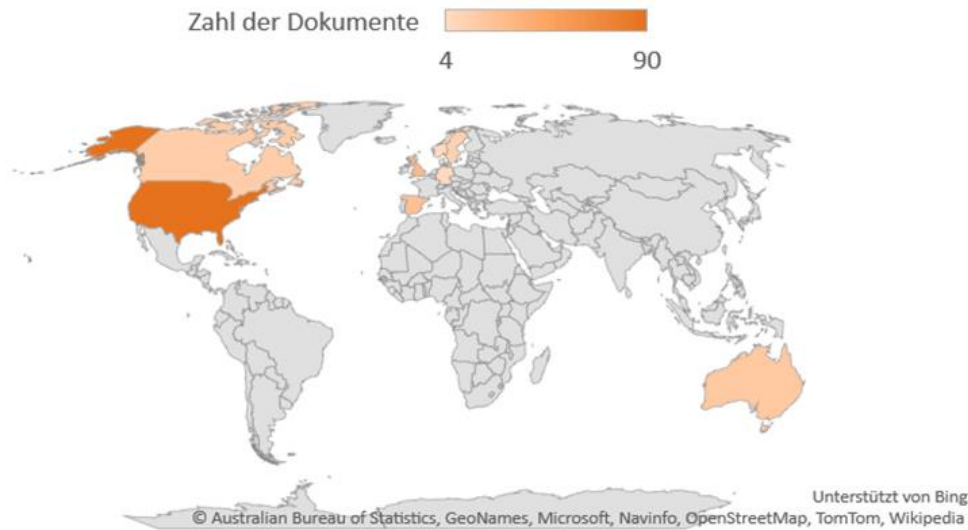 Zahl der Dokumente
4 90
Unterstützt von Bing
© Australian Bureau of Statistics, GeoNames, Microsoft, Navinfo, OpenStreetMap, TomTom, Wikipedia